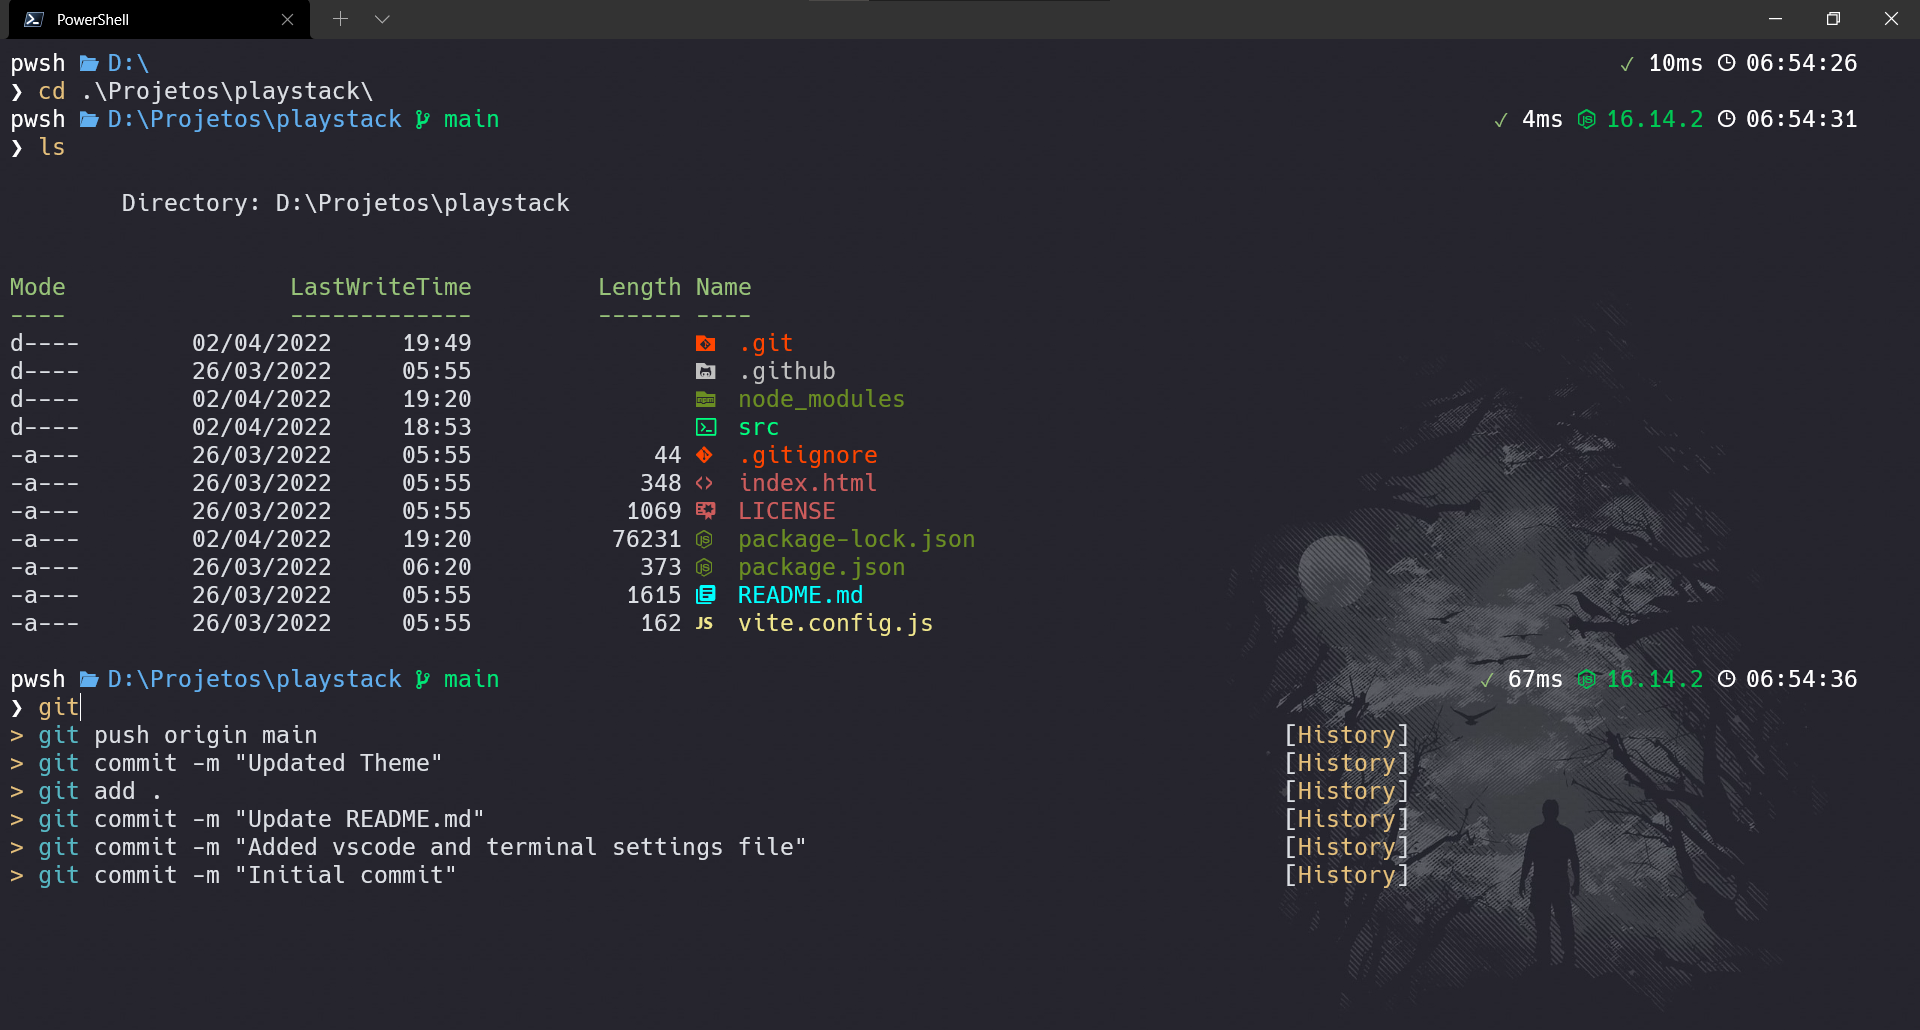 PowerShell
pwsh D:\ ✓ 10ms 06:54:26
❯ cd .\Projetos\playstack\
pwsh D:\Projetos\playstack main ✓ 4ms 16.14.2 06:54:31
❯ ls
Directory: D:\Projetos\playstack
Mode LastWriteTime Length Name
---- ------------- ------ ----
d---- 02/04/2022 19:49 .git
d---- 26/03/2022 05:55 .github
d---- 02/04/2022 19:20 node_modules
d---- 02/04/2022 18:53 src
-a--- 26/03/2022 05:55 44 .gitignore
-a--- 26/03/2022 05:55 348 index.html
-a--- 26/03/2022 05:55 1069 LICENSE
-a--- 02/04/2022 19:20 76231 package-lock.json
-a--- 26/03/2022 06:20 373 package.json
-a--- 26/03/2022 05:55 1615 README.md
-a--- 26/03/2022 05:55 162 JS vite.config.js
pwsh D:\Projetos\playstack main ✓ 67ms 16.14.2 06:54:36
❯ git
> git push origin main [History]
> git commit -m "Updated Theme" [History]
> git add . [History]
> git commit -m "Update README.md" [History]
> git commit -m "Added vscode and terminal settings file" [History]
> git commit -m "Initial commit" [History]